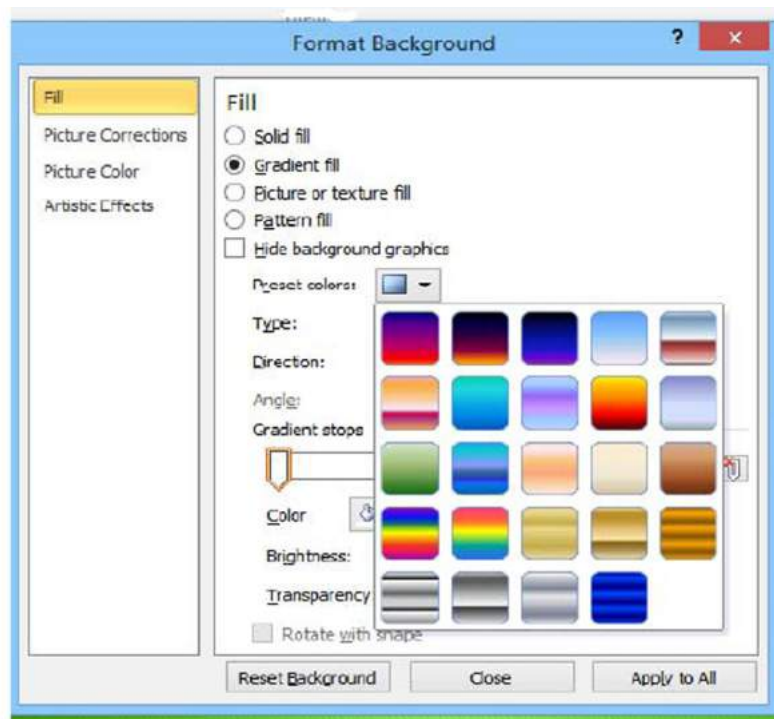 Format Background
?
Fill
Picture Corrections
Picture Color
Artistic Effects
Fill
Solid fill
Gradient fill
Picture or texture fill
Pattern fill
Hide background graphics
Preset colors:
Type:
Direction:
Angle:
Gradient stops
Color
Brightness:
Transparency
Rotate with shape
Reset Background Close Apply to All